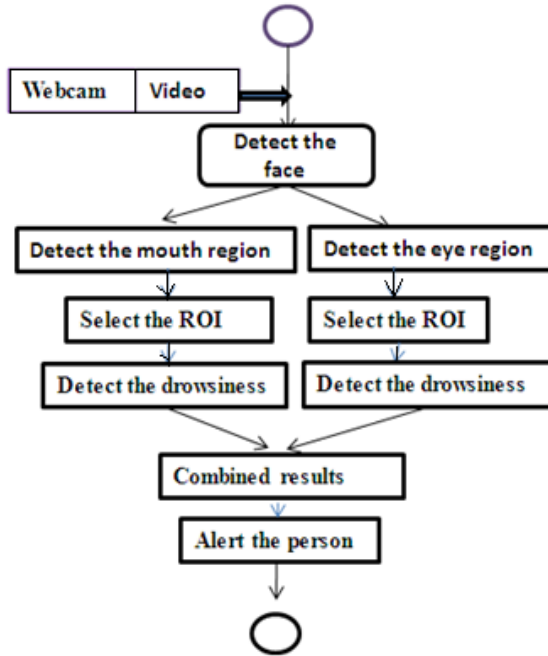 Webcam Video
Detect the
face
Detect the mouth region
Detect the eye region
Select the ROI
Select the ROI
Detect the drowsiness
Detect the drowsiness
Combined results
Alert the person